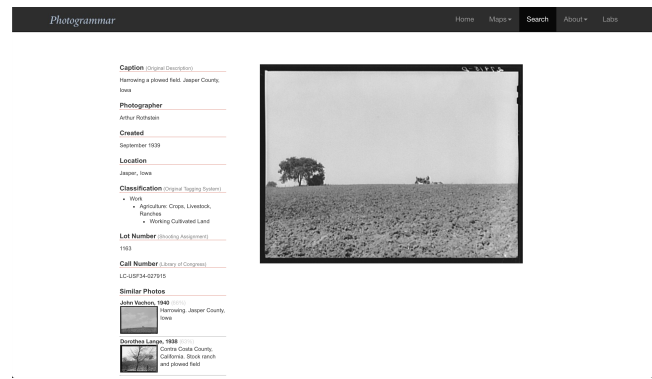 Photogrammar
Home Maps Search About Labs
Caption (Original Description)
Harrowing a plowed field. Jasper County,
Iowa
Photographer
Arthur Rothstein
Created
September 1939
Location
Jasper, Iowa
Classification (Original Tagging System)
Work
Agriculture: Crops, Livestock,
Ranches
Working Cultivated Land
Lot Number (Shooting Assignment)
1163
Call Number (Library of Congress)
LC-USF34-027915
Similar Photos
John Vachon, 1940
Harrowing. Jasper County,
Iowa
Dorothea Lange, 1938
Contra Costa County,
California. Stock ranch
and plowed field